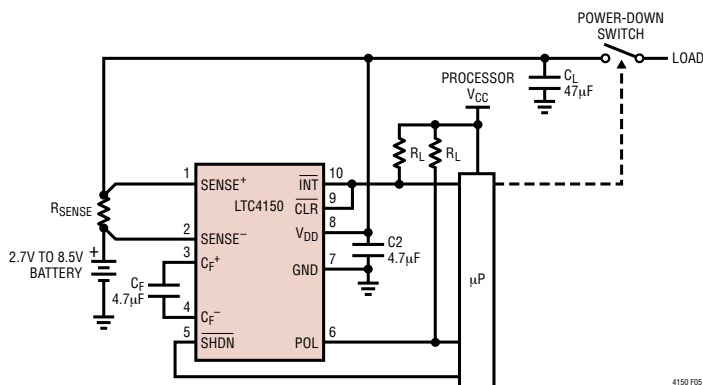 POWER-DOWN
SWITCH
LOAD
PROCESSOR
VCC
CL
47µF
RL
RL
RSENSE
2.7V TO 8.5V
BATTERY
+
CF
4.7µF
1
SENSE+
2
SENSE–
3
CF+
4
CF–
5
SHDN
LTC4150
10
INT
9
CLR
8
VDD
7
GND
6
POL
C2
4.7µF
µP
4150 F05